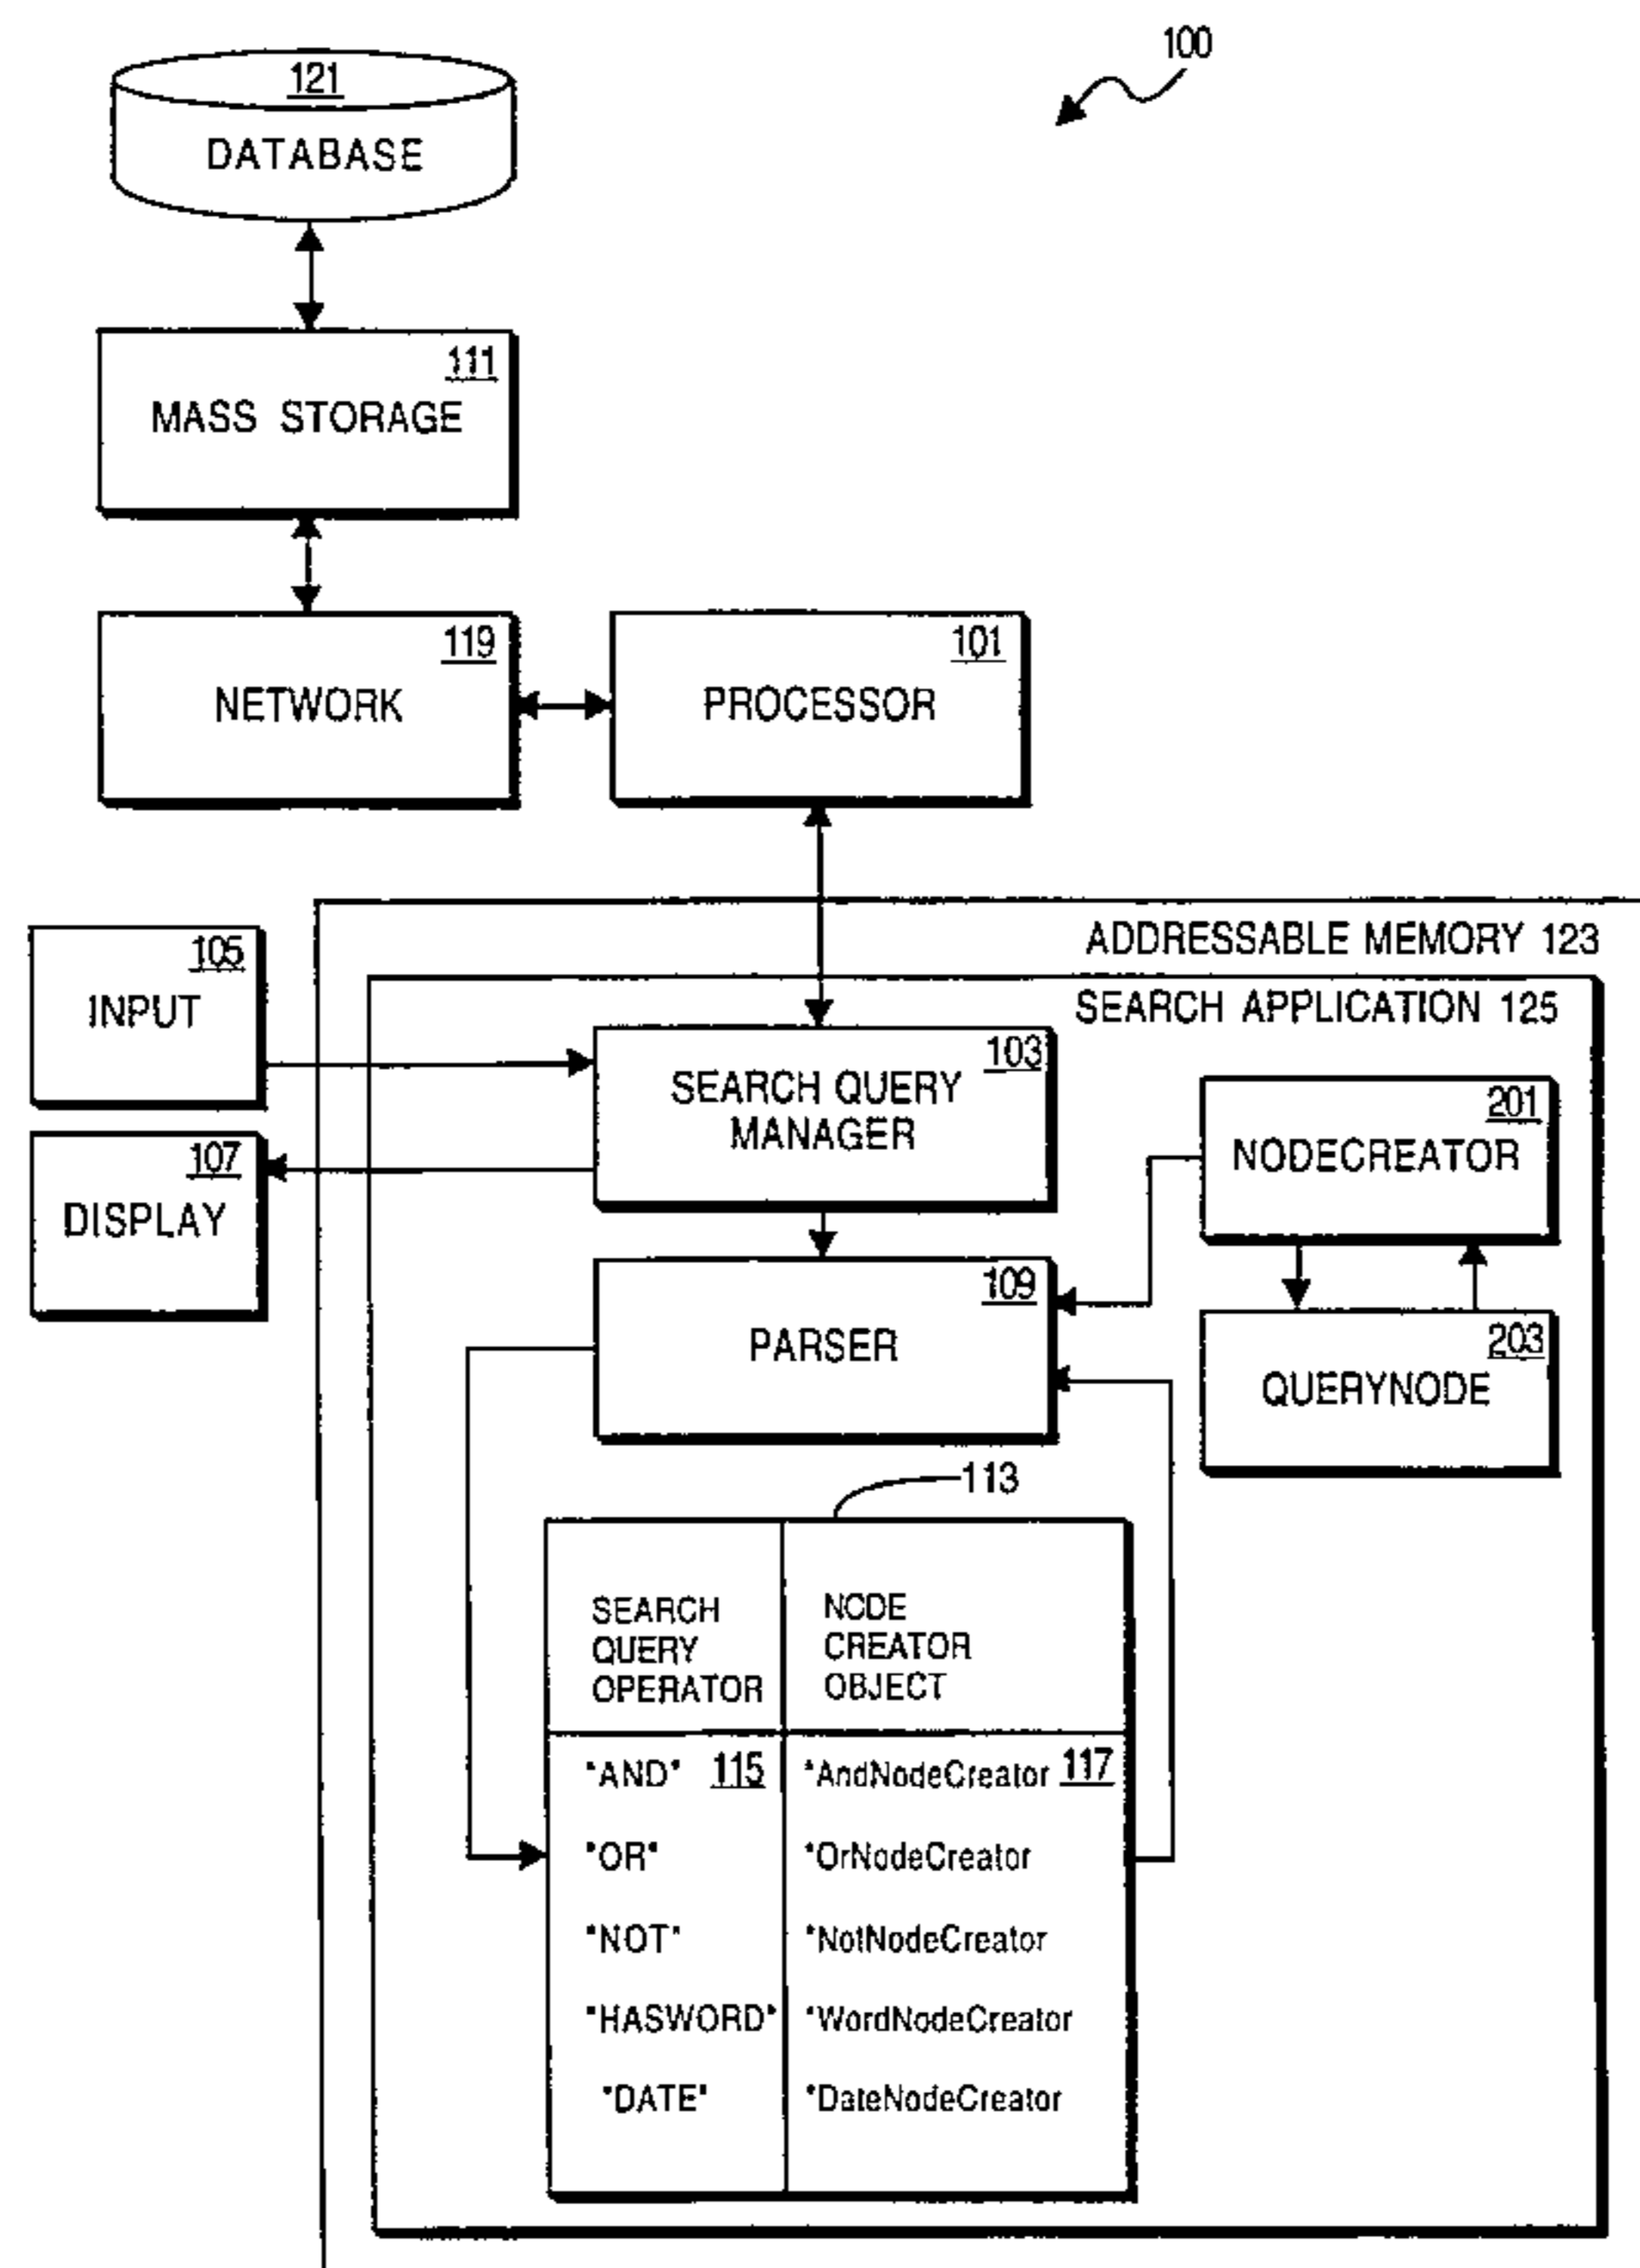 100
121
DATABASE
111
MASS STORAGE
119
NETWORK
101
PROCESSOR
ADDRESSABLE MEMORY 123
SEARCH APPLICATION 125
105
INPUT
103
SEARCH QUERY
MANAGER
107
DISPLAY
201
NODECREATOR
109
PARSER
203
QUERYNODE
113
SEARCH
QUERY
OPERATOR
NODE
CREATOR
OBJECT
"AND" 115
*AndNodeCreator 117
"OR"
*OrNodeCreator
"NOT"
*NotNodeCreator
"HASWORD"
*WordNodeCreator
"DATE"
*DateNodeCreator